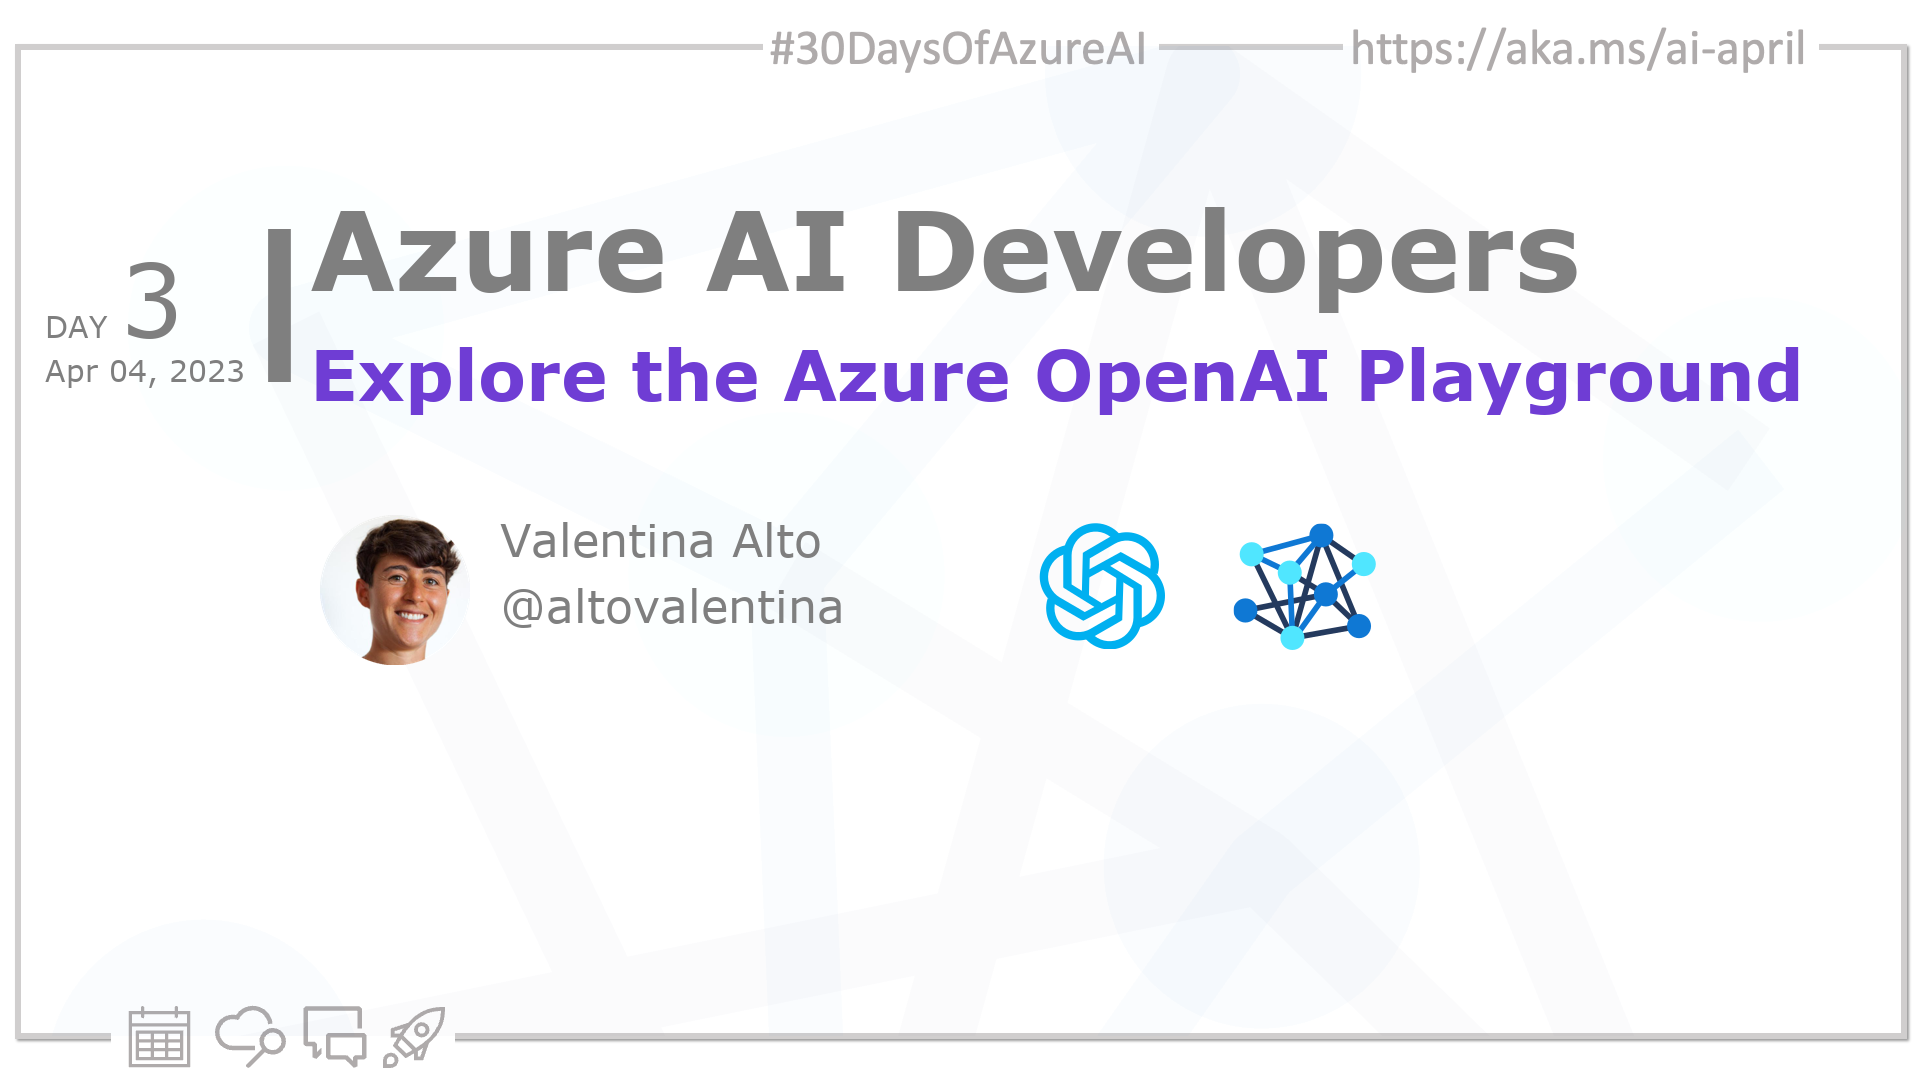 #30DaysOfAzureAI
https://aka.ms/ai-april
Azure AI Developers
DAY 3
Apr 04, 2023
Explore the Azure OpenAI Playground
Valentina Alto
@altovalentina